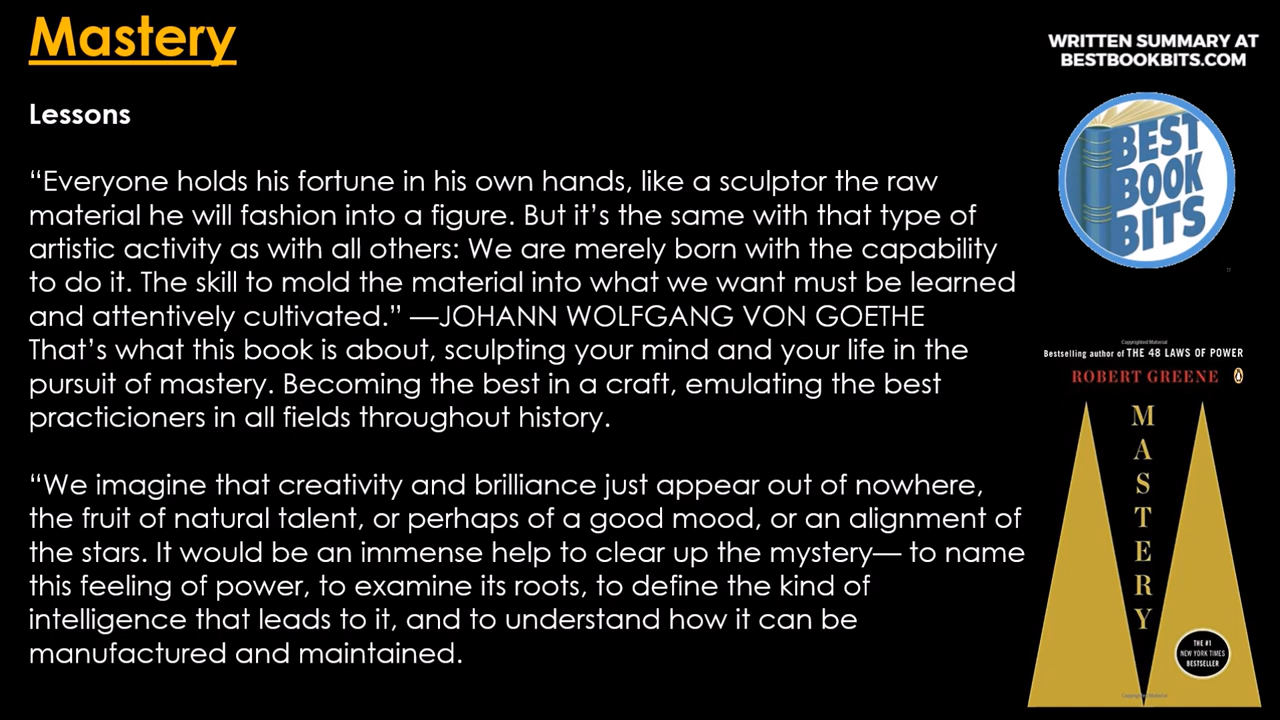 Mastery
WRITTEN SUMMARY AT
BESTBOOKBITS.COM
Lessons
BEST
BOOK
BITS
“Everyone holds his fortune in his own hands, like a sculptor the raw
material he will fashion into a figure. But it’s the same with that type of
artistic activity as with all others: We are merely born with the capability
to do it. The skill to mold the material into what we want must be learned
and attentively cultivated.” —JOHANN WOLFGANG VON GOETHE
That’s what this book is about, sculpting your mind and your life in the
pursuit of mastery. Becoming the best in a craft, emulating the best
practicioners in all fields throughout history.
“We imagine that creativity and brilliance just appear out of nowhere,
the fruit of natural talent, or perhaps of a good mood, or an alignment of
the stars. It would be an immense help to clear up the mystery— to name
this feeling of power, to examine its roots, to define the kind of
intelligence that leads to it, and to understand how it can be
manufactured and maintained.
Copyrighted Material
Bestselling author of THE 48 LAWS OF POWER
ROBERT GREENE
M
A
S
T
E
R
Y
THE #1
NEW YORK TIMES
BESTSELLER
Copyrighted Material